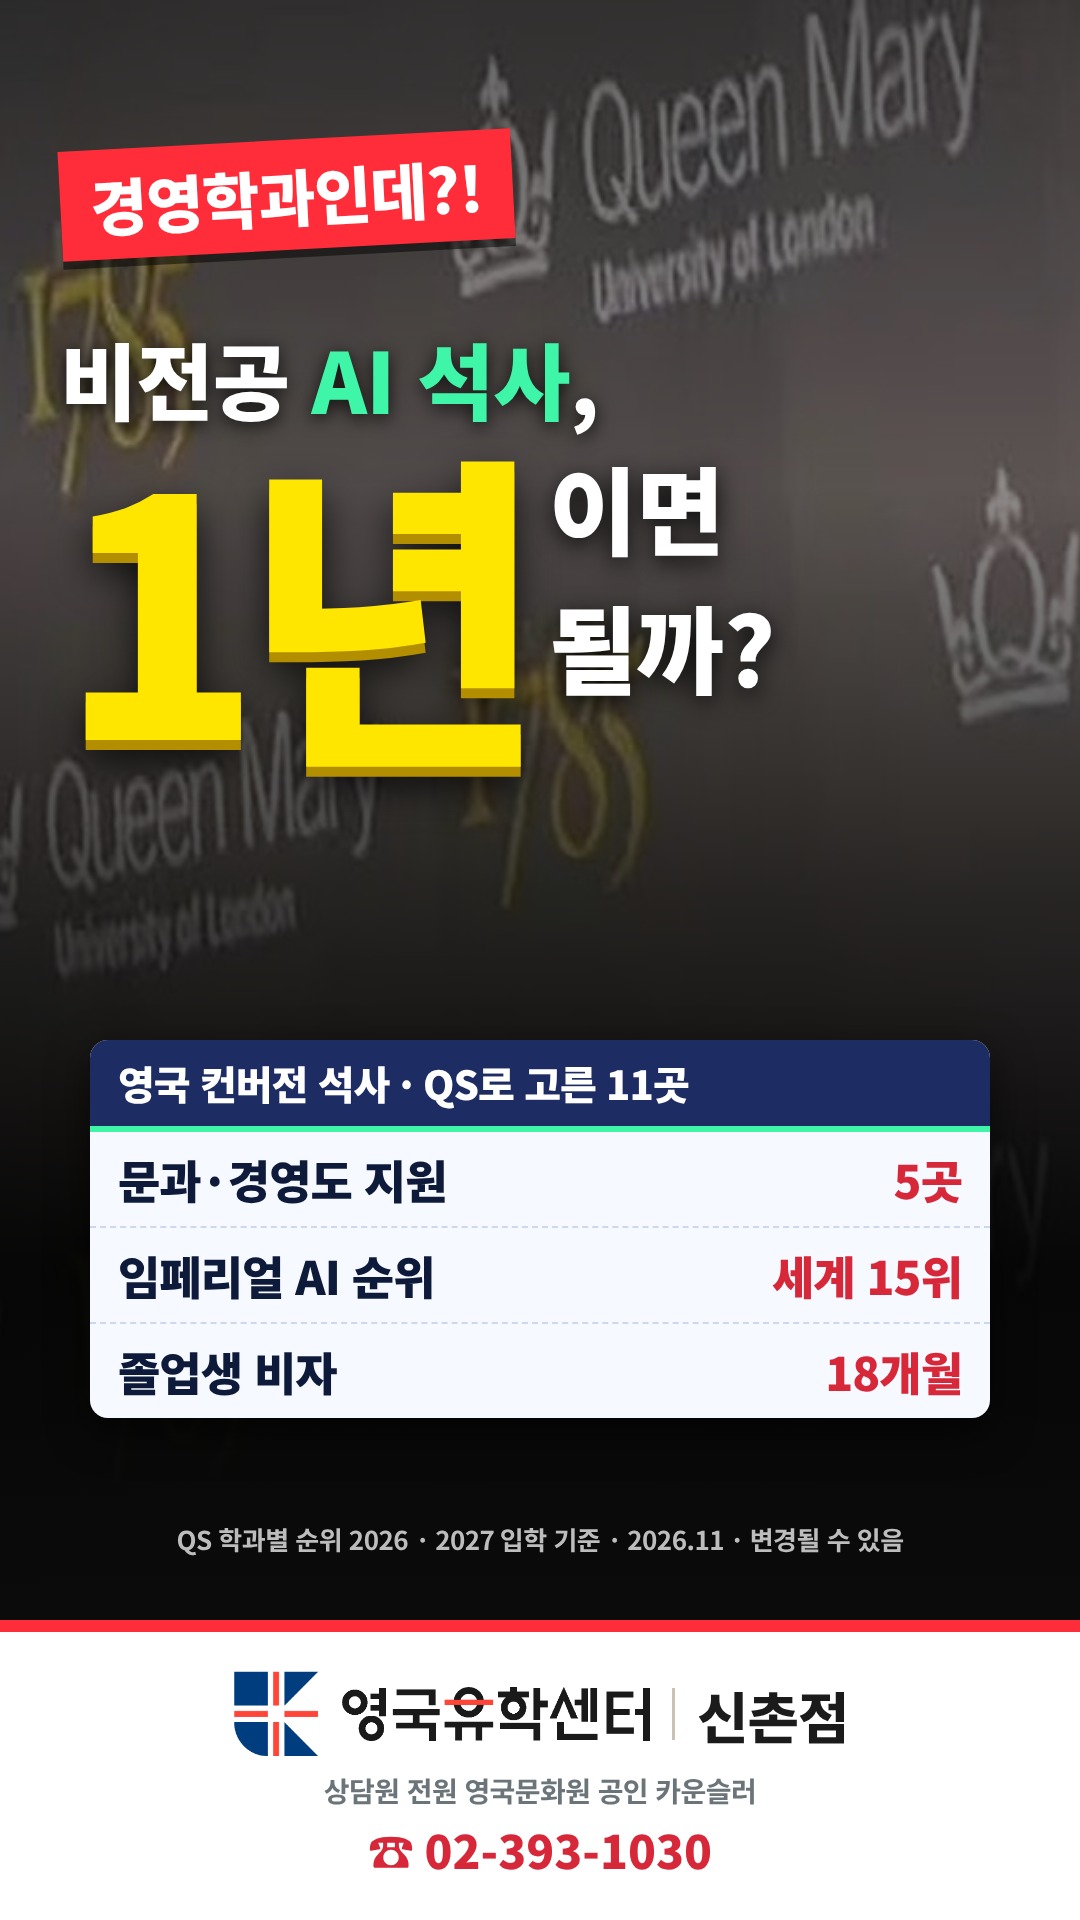 Queen Mary
University of London
경영학과인데?!
1785
비전공 AI 석사,
1년
이면
될까?
1785
Queen Mary
University of London
영국 컨버전 석사 · QS로 고른 11곳
문과·경영도 지원 5곳
임페리얼 AI 순위 세계 15위
졸업생 비자 18개월
QS 학과별 순위 2026 · 2027 입학 기준 · 2026.11 · 변경될 수 있음
영국유학센터 | 신촌점
상담원 전원 영국문화원 공인 카운슬러
☎ 02-393-1030